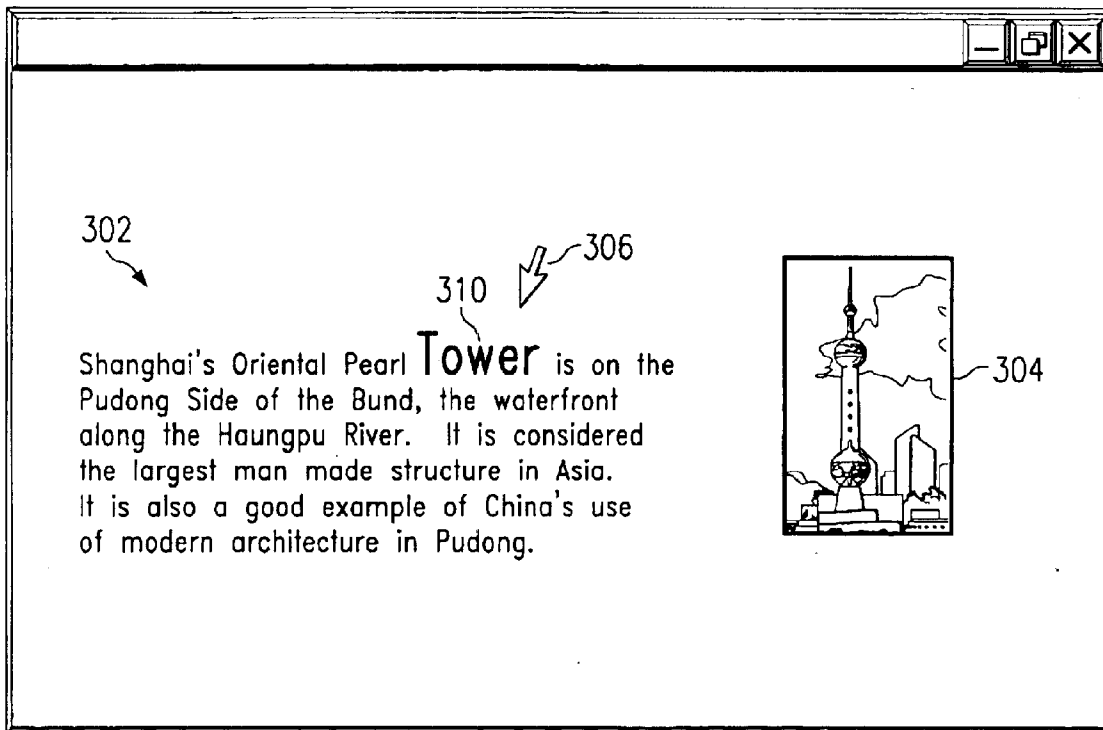 302
306
310
Shanghai's Oriental Pearl Tower is on the
Pudong Side of the Bund, the waterfront
along the Haungpu River. It is considered
the largest man made structure in Asia.
It is also a good example of China's use
of modern architecture in Pudong.
304